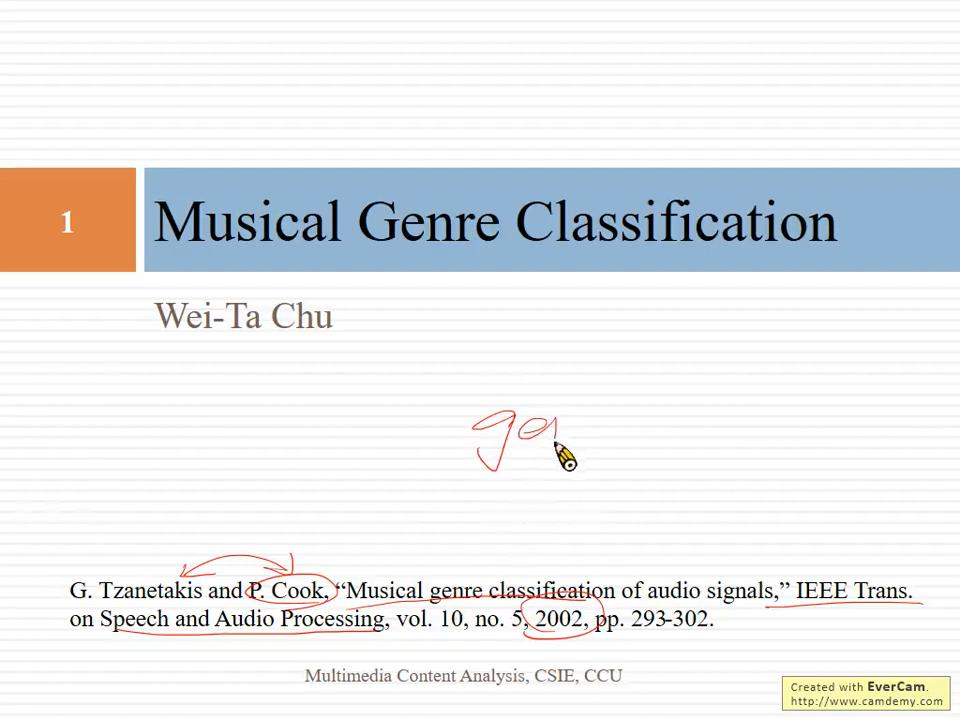 1
Musical Genre Classification
Wei-Ta Chu
G. Tzanetakis and P. Cook, “Musical genre classification of audio signals,” IEEE Trans.
on Speech and Audio Processing, vol. 10, no. 5, 2002, pp. 293-302.
Multimedia Content Analysis, CSIE, CCU
Created with EverCam.
http://www.camdemy.com